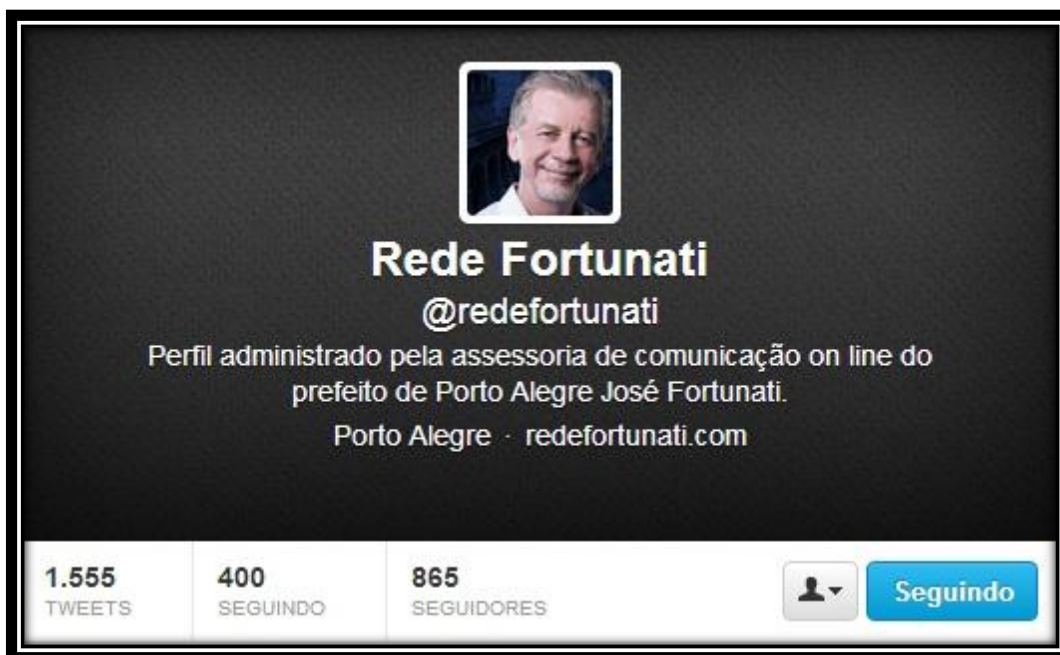 Rede Fortunati
@redefortunati
Perfil administrado pela assessoria de comunicação on line do
prefeito de Porto Alegre José Fortunati.
Porto Alegre · redefortunati.com
1.555 400 865
TWEETS SEGUINDO SEGUIDORES
Seguindo